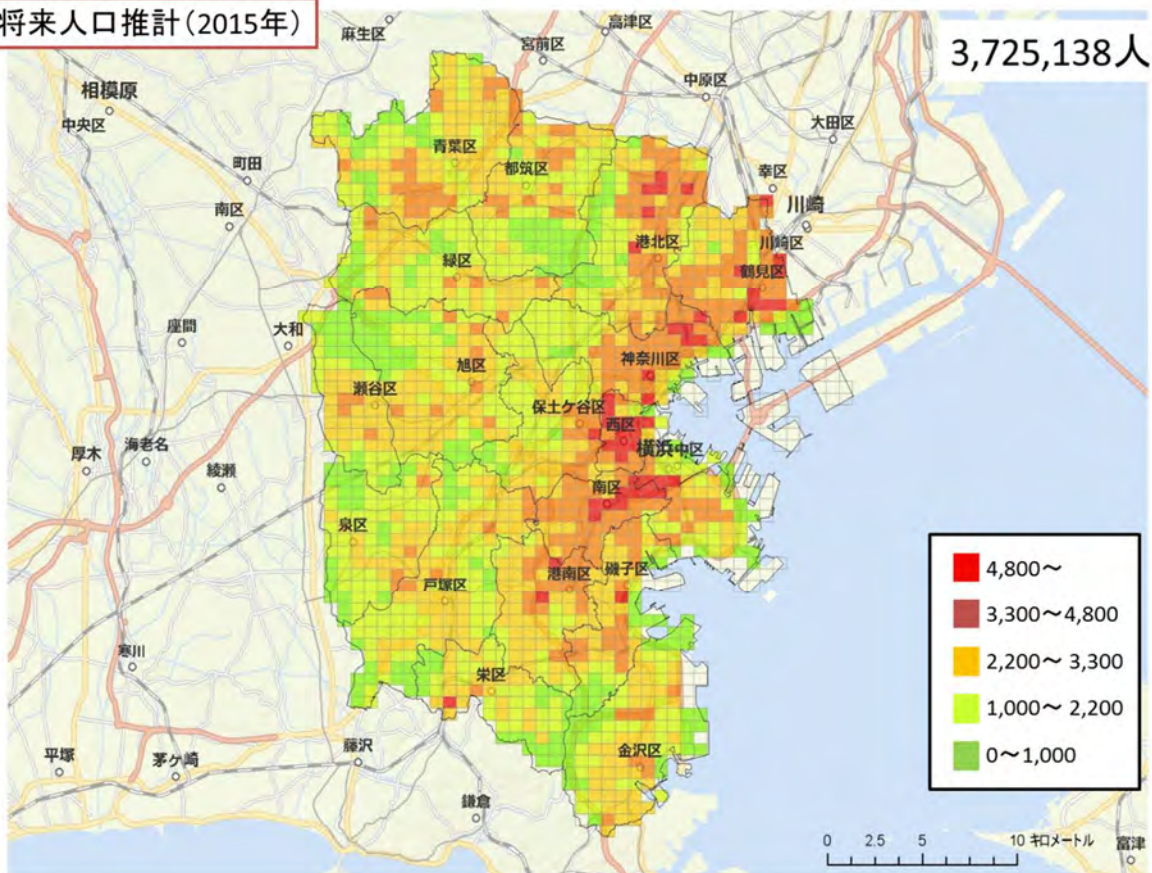 将来人口推計(2015年)
3,725,138人
麻生区
高津区
宮前区
相模原
中原区
中央区
大田区
青葉区
町田
都筑区
幸区
南区
川崎
港北区
川崎区
緑区
鶴見区
座間
大和
神奈川区
旭区
瀬谷区
保土ケ谷区
西区
厚木
海老名
横浜中区
綾瀬
南区
泉区
港南区
磯子区
戸塚区
寒川
栄区
藤沢
金沢区
平塚
茅ケ崎
鎌倉
4,800~
3,300~4,800
2,200~3,300
1,000~2,200
0~1,000
0 2.5 5 10 キロメートル
富津